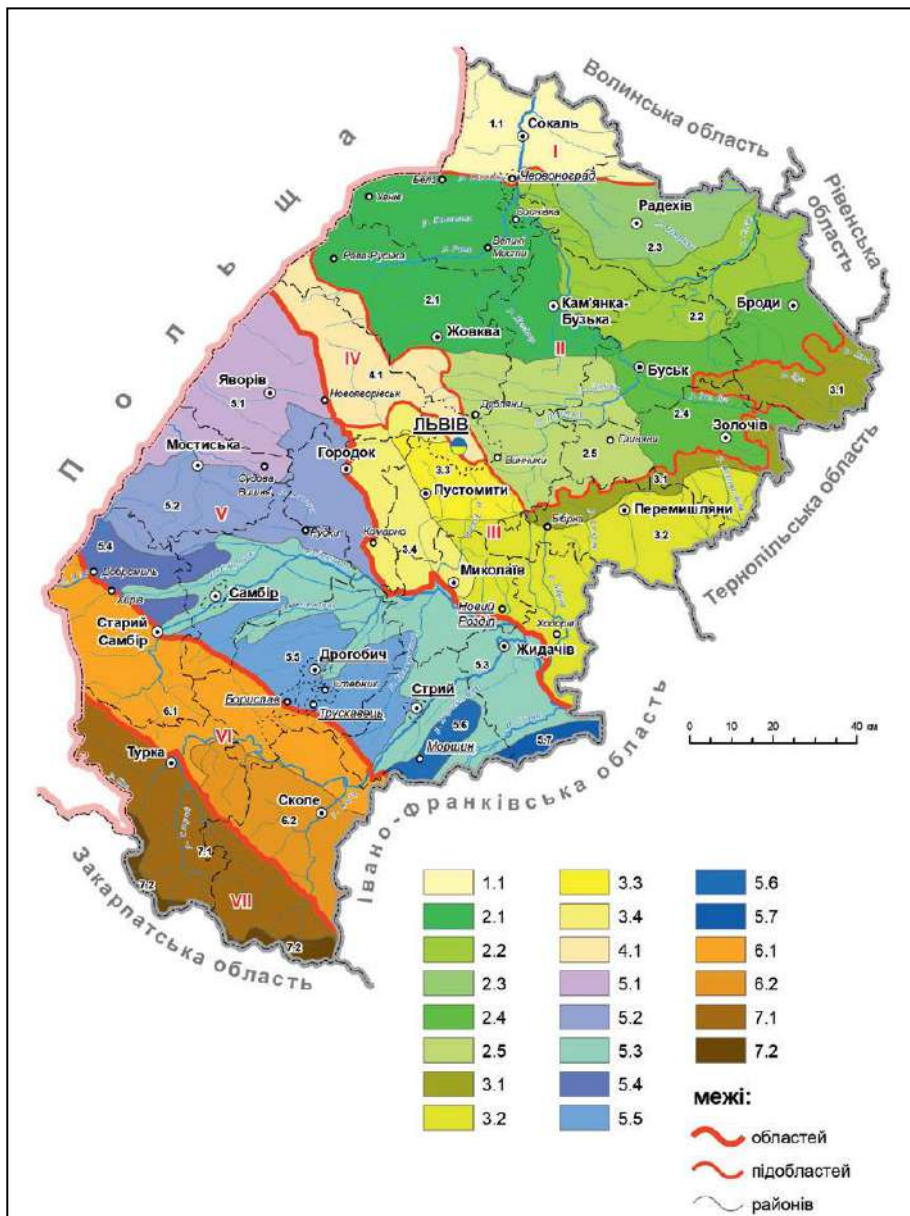 Польща
Волинська область
Рівенська область
Тернопільська область
Івано-Франківська область
Закарпатська область
1.1
Сокаль
I
Червоноград
Белз
Угнів
Соснівка
Радехів
2.3
Великі
Мости
Рава-Руська
2.1
Кам'янка-
Бузька
2.2
Броди
Жовква
II
IV
4.1
Буськ
3.1
Яворів
5.1
Новояворівськ
Дубляни
2.4
ЛЬВІВ
Золочів
Мостиська
Городок
Винники
2.5
Глиняни
3.3
Судова
Вишня
Пустомити
3.1
5.2
V
Перемишляни
Рудки
Комарно
III
Бібрка
3.2
5.4
3.4
Добромиль
Миколаїв
Хирів
Самбір
Новий
Розділ
Ходорів
Старий
Самбір
Жидачів
5.5
Дрогобич
5.3
Стебник
Борислав
Трускавець
Стрий
6.1
5.6
5.7
VI
Моршин
Турка
Сколе
6.2
7.1
7.2
VII
7.2
0 10 20 40 км
1.1
2.1
2.2
2.3
2.4
2.5
3.1
3.2
3.3
3.4
4.1
5.1
5.2
5.3
5.4
5.5
5.6
5.7
6.1
6.2
7.1
7.2
межі:
областей
підобластей
районів